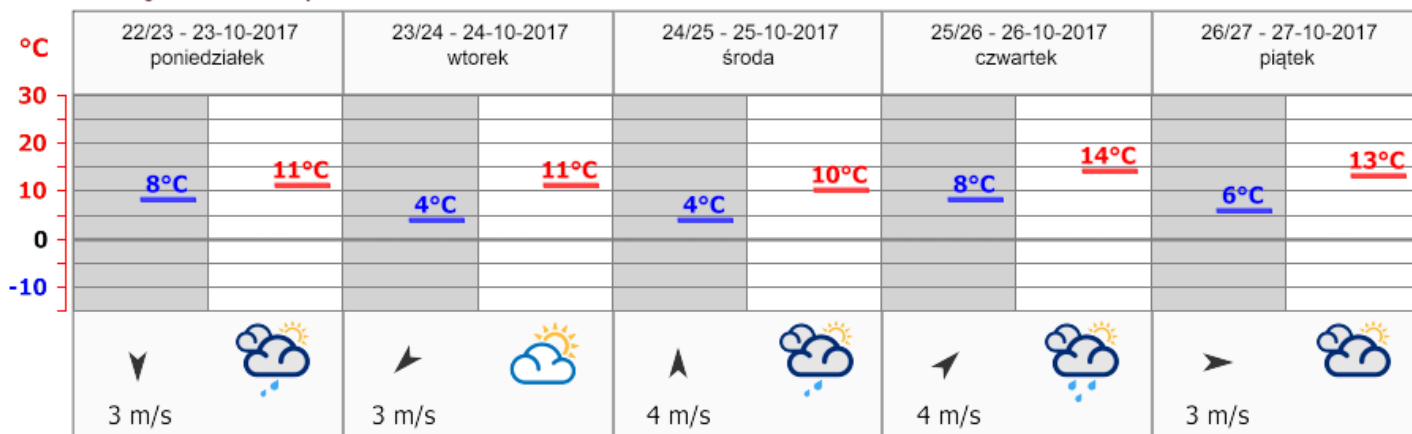 22/23 - 23-10-2017
poniedziałek
23/24 - 24-10-2017
wtorek
24/25 - 25-10-2017
środa
25/26 - 26-10-2017
czwartek
26/27 - 27-10-2017
piątek
°C
30
20
10
0
-10
8°C
11°C
4°C
11°C
4°C
10°C
8°C
14°C
6°C
13°C
3 m/s
3 m/s
4 m/s
4 m/s
3 m/s